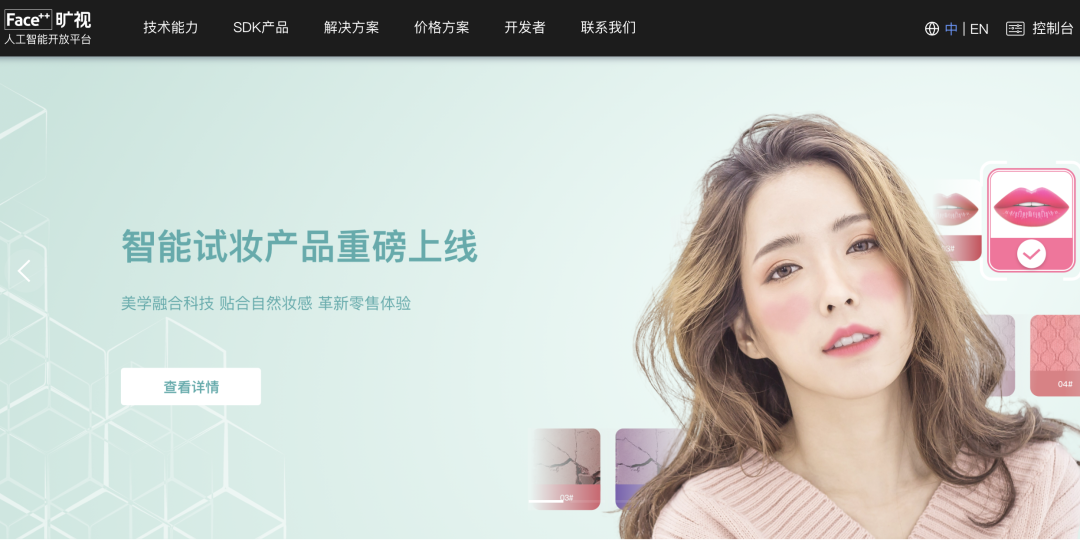 Face++ 旷视
人工智能开放平台
技术能力 SDK产品 解决方案 价格方案 开发者 联系我们
中 | EN 控制台
智能试妆产品重磅上线
美学融合科技 贴合自然妆感 革新零售体验
查看详情
04#
03#